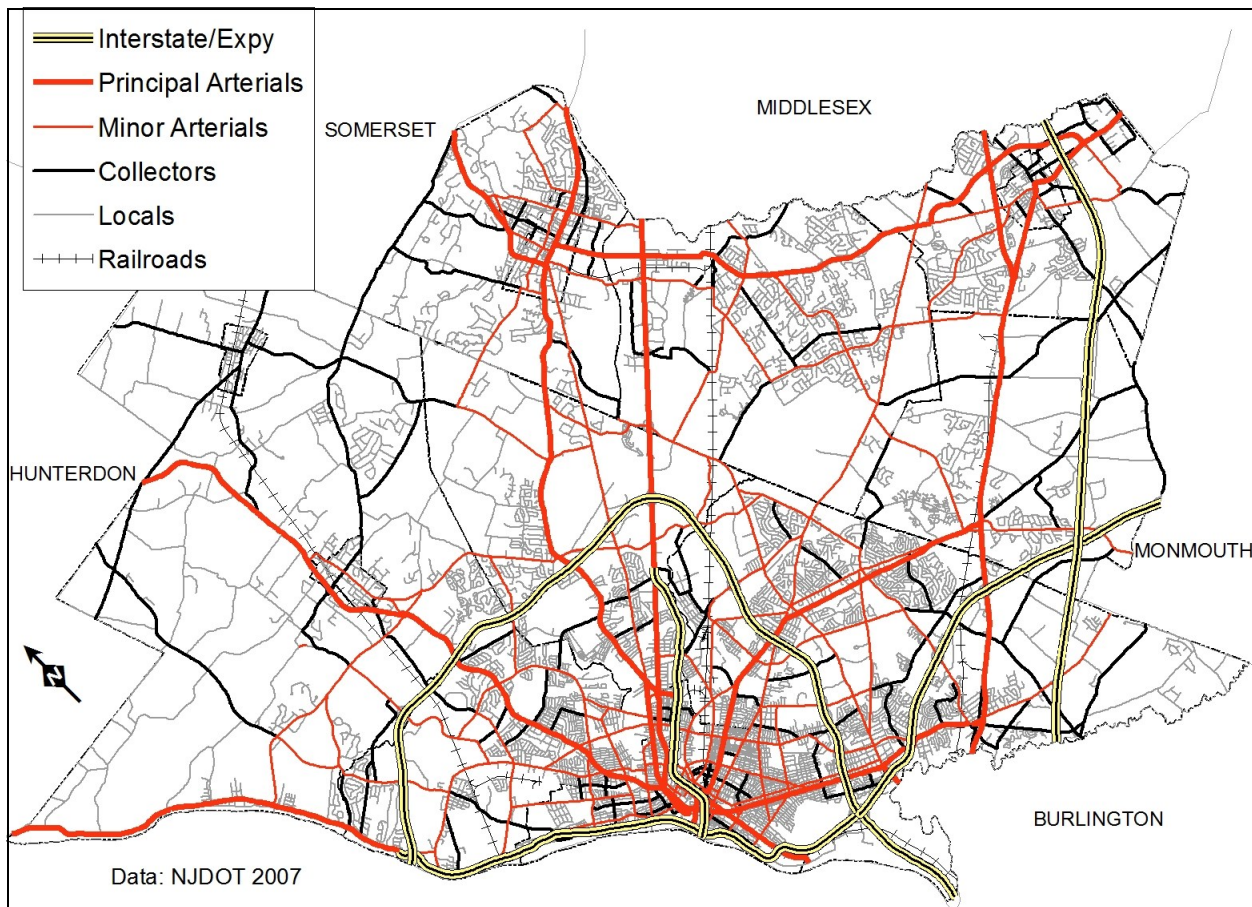 Interstate/Expy
Principal Arterials
Minor Arterials
Collectors
Locals
Railroads
SOMERSET
MIDDLESEX
HUNTERDON
MONMOUTH
N
BURLINGTON
Data: NJDOT 2007